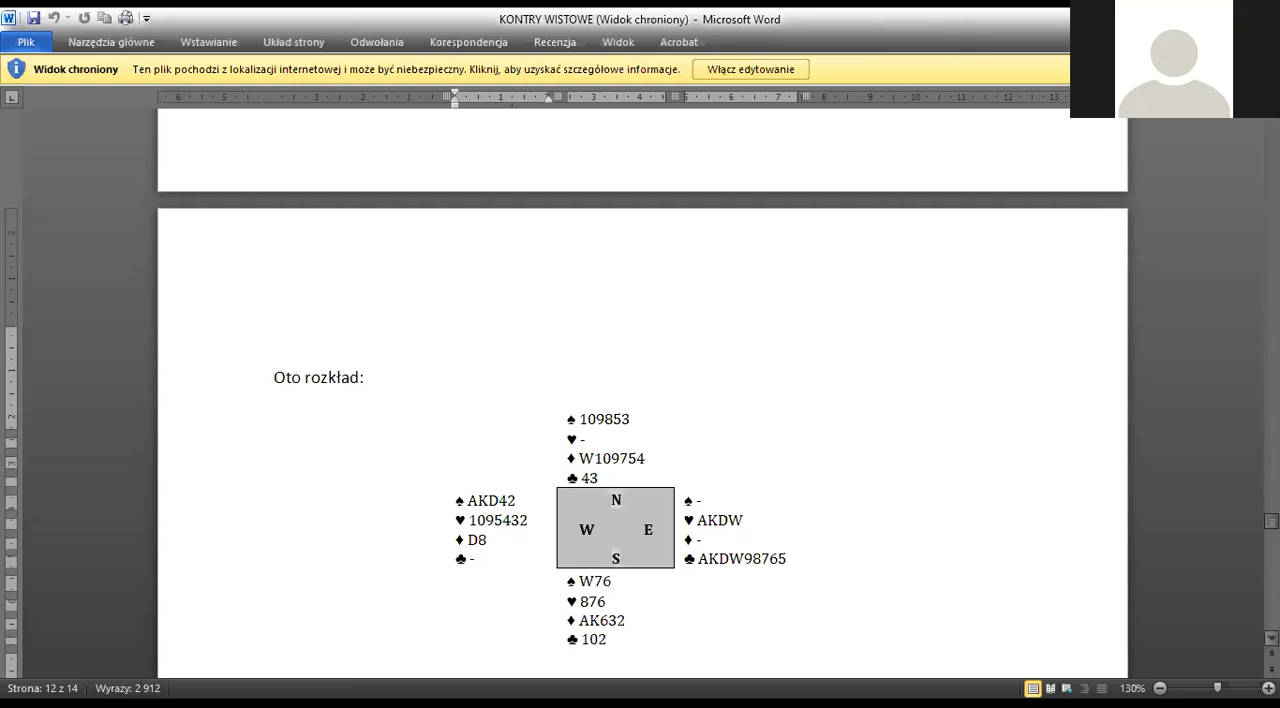 KONTRY WISTOWE (Widok chroniony) - Microsoft Word
Plik Narzędzia główne Wstawianie Układ strony Odwołania Korespondencja Recenzja Widok Acrobat
Widok chroniony Ten plik pochodzi z lokalizacji internetowej i może być niebezpieczny. Kliknij, aby uzyskać szczegółowe informacje. Włącz edytowanie
Oto rozkład:
♠ 109853
♥ -
♦ W109754
♣ 43
♠ AKD42
♥ 1095432
♦ D8
♣ -
N
W E
S
♠ -
♥ AKDW
♦ -
♣ AKDW98765
♠ W76
♥ 876
♦ AK632
♣ 102
Strona: 12 z 14 Wyrazy: 2 912 130%